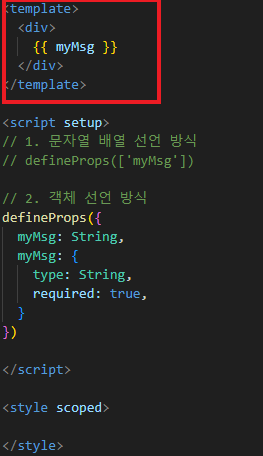 <template>
  <div>
    {{ myMsg }}
  </div>
</template>

<script setup>
// 1. 문자열 배열 선언 방식
// defineProps(['myMsg'])

// 2. 객체 선언 방식
defineProps({
  myMsg: String,
  myMsg: {
    type: String,
    required: true,
  }
})

</script>

<style scoped>

</style>